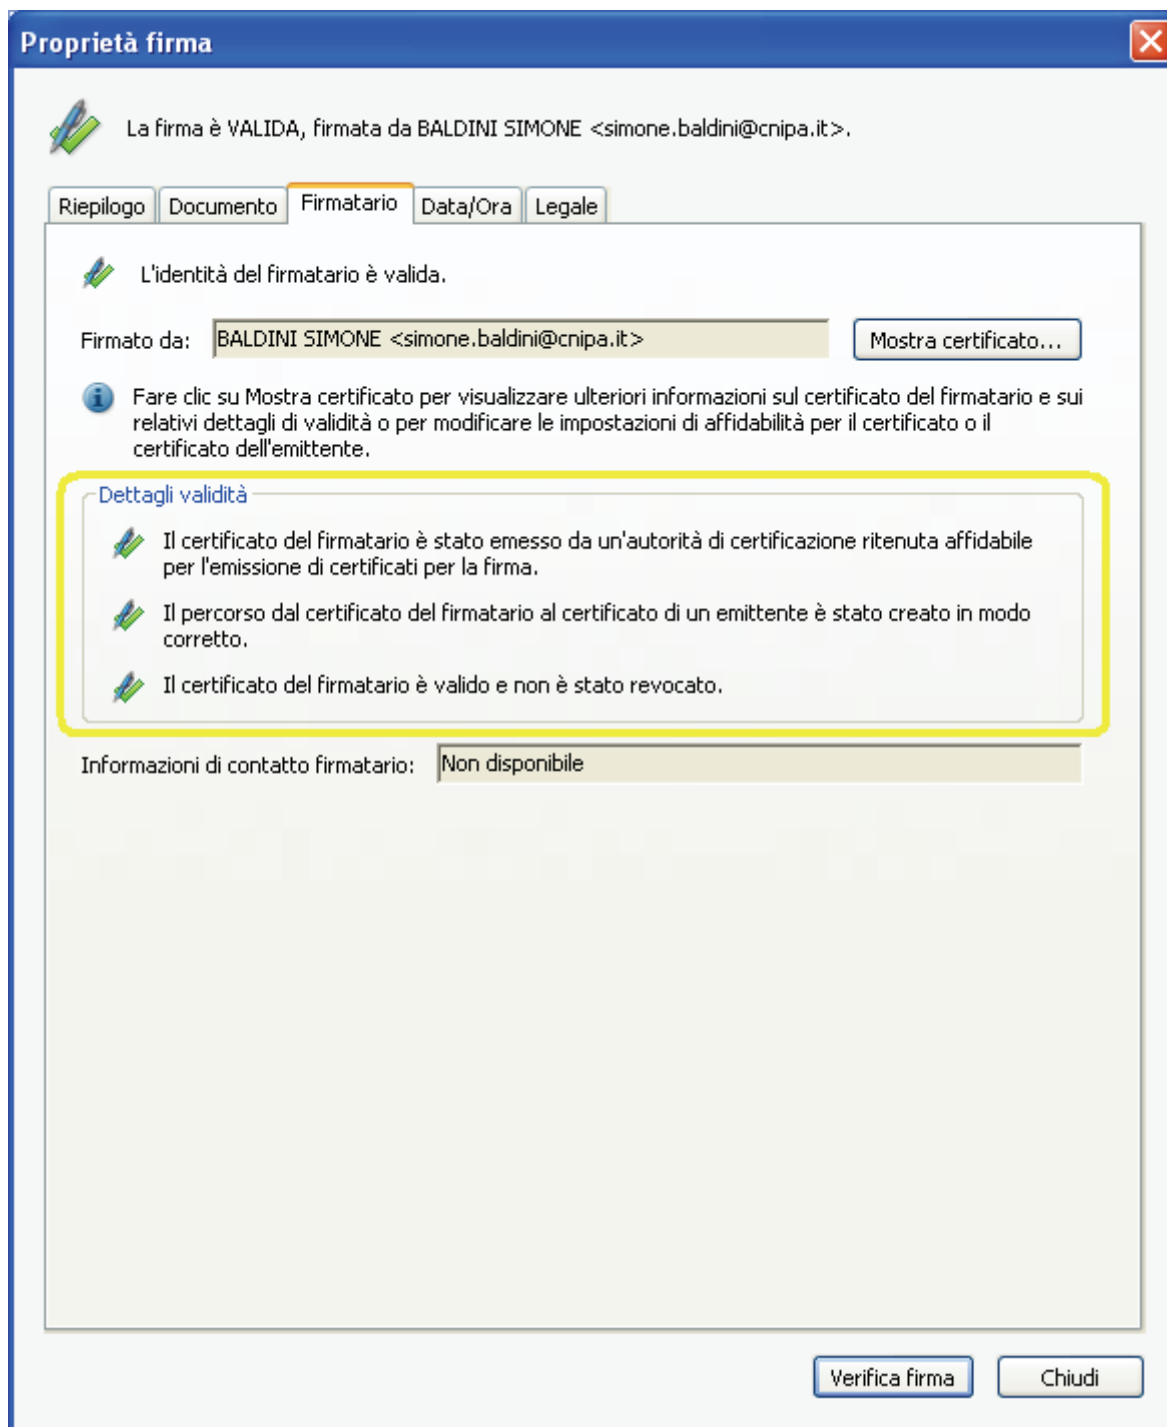 Proprietà firma
La firma è VALIDA, firmata da BALDINI SIMONE <simone.baldini@cnipa.it>.
Riepilogo Documento Firmatario Data/Ora Legale
L'identità del firmatario è valida.
Firmato da: BALDINI SIMONE <simone.baldini@cnipa.it> Mostra certificato...
Fare clic su Mostra certificato per visualizzare ulteriori informazioni sul certificato del firmatario e sui
relativi dettagli di validità o per modificare le impostazioni di affidabilità per il certificato o il
certificato dell'emittente.
Dettagli validità
Il certificato del firmatario è stato emesso da un'autorità di certificazione ritenuta affidabile
per l'emissione di certificati per la firma.
Il percorso dal certificato del firmatario al certificato di un emittente è stato creato in modo
corretto.
Il certificato del firmatario è valido e non è stato revocato.
Informazioni di contatto firmatario: Non disponibile
Verifica firma Chiudi